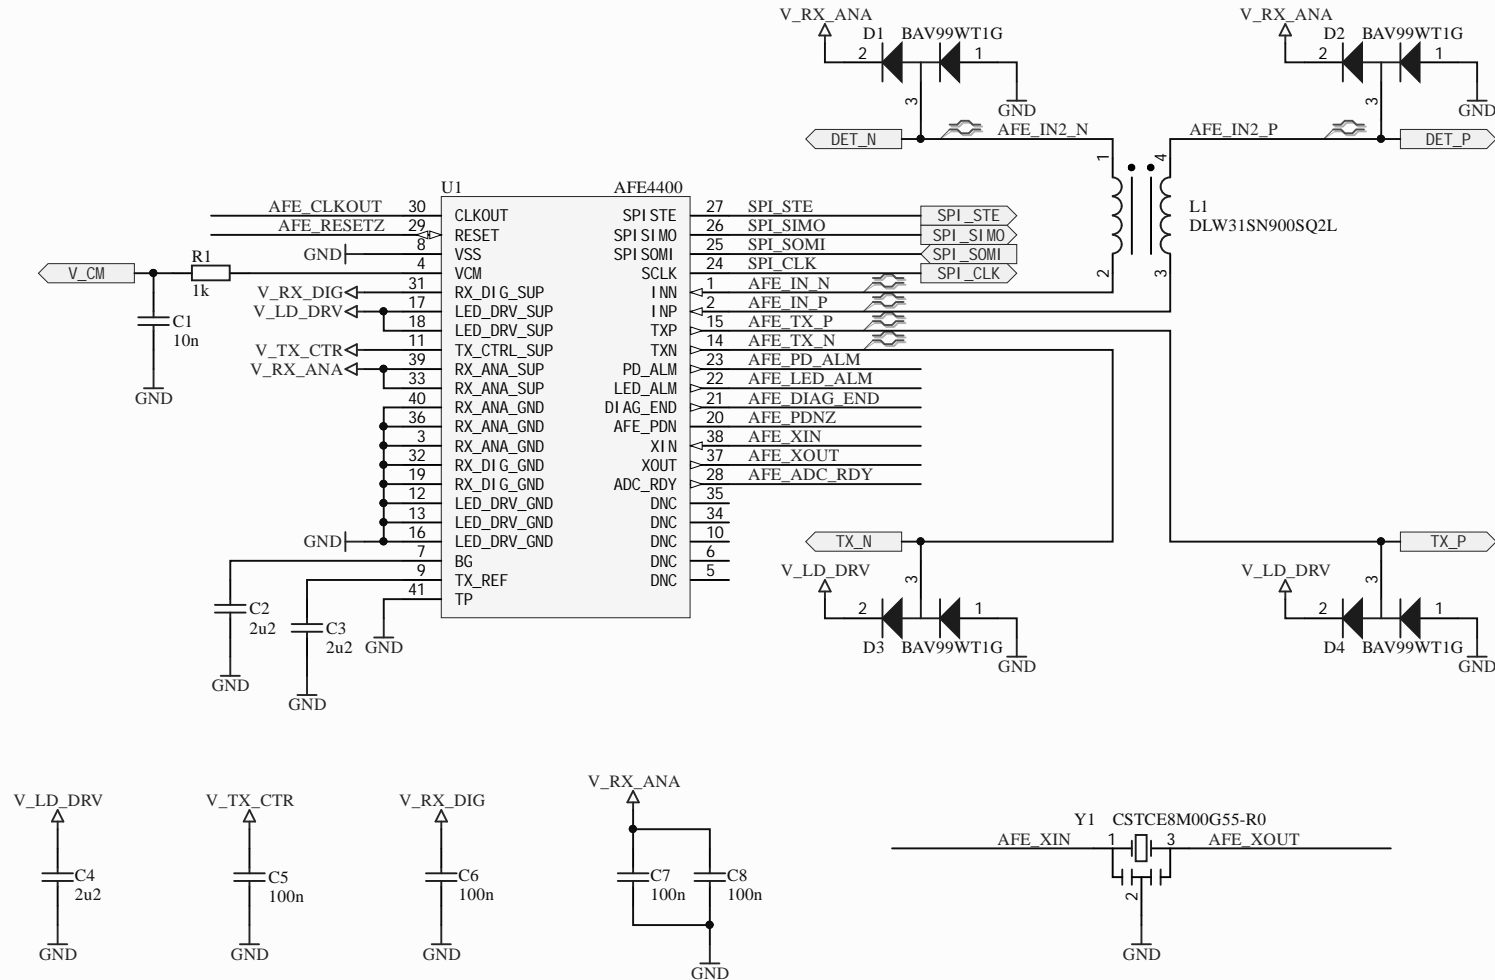 V_RX_ANA
V_RX_ANA
D1 BAV99WT1G
D2 BAV99WT1G
2 1
2 1
3
3
GND
GND
DET_N AFE_IN2_N
AFE_IN2_P DET_P
1 4
L1
DLW31SN900SQ2L
2 3
U1 AFE4400
AFE_CLKOUT 30 CLKOUT SPISTE 27 SPI_STE SPI_STE
AFE_RESETZ 29 RESET SPISIMO 26 SPI_SIMO SPI_SIMO
GND 8 VSS SPISOMI 25 SPI_SOMI SPI_SOMI
V_CM R1 4 VCM SCLK 24 SPI_CLK SPI_CLK
1k
V_RX_DIG 31 RX_DIG_SUP INN 1 AFE_IN_N
V_LD_DRV 17 LED_DRV_SUP INP 2 AFE_IN_P
18 LED_DRV_SUP TXP 15 AFE_TX_P
V_TX_CTR 11 TX_CTRL_SUP TXN 14 AFE_TX_N
V_RX_ANA 39 RX_ANA_SUP PD_ALM 23 AFE_PD_ALM
33 RX_ANA_SUP LED_ALM 22 AFE_LED_ALM
40 RX_ANA_GND DIAG_END 21 AFE_DIAG_END
36 RX_ANA_GND AFE_PDN 20 AFE_PDNZ
3 RX_ANA_GND XIN 38 AFE_XIN
32 RX_DIG_GND XOUT 37 AFE_XOUT
19 RX_DIG_GND ADC_RDY 28 AFE_ADC_RDY
12 LED_DRV_GND DNC 35
13 LED_DRV_GND DNC 34
GND 16 LED_DRV_GND DNC 10
7 BG DNC 6
9 TX_REF DNC 5
41 TP
C1
10n
GND
C2
2u2
GND
C3
2u2
GND
GND
TX_N
TX_P
V_LD_DRV
V_LD_DRV
3
3
2 1
2 1
D3 BAV99WT1G
D4 BAV99WT1G
GND
GND
V_LD_DRV
C4
2u2
GND
V_TX_CTR
C5
100n
GND
V_RX_DIG
C6
100n
GND
V_RX_ANA
C7
100n
C8
100n
GND
Y1 CSTCE8M00G55-R0
AFE_XIN 1 3 AFE_XOUT
2
GND